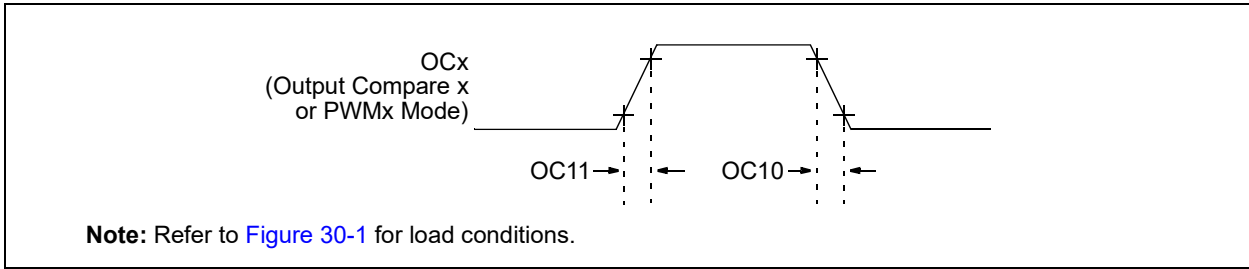 OCx
(Output Compare x
or PWMx Mode)
OC11
OC10
Note: Refer to Figure 30-1 for load conditions.